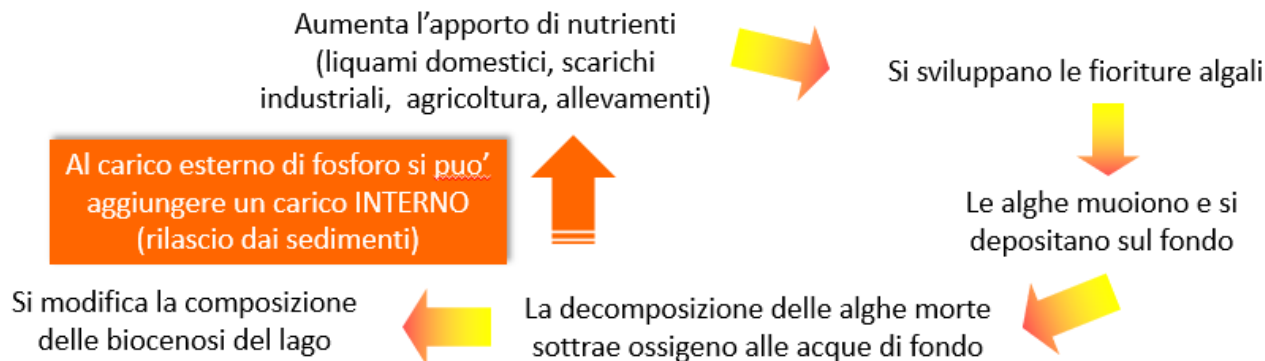 Aumenta l’apporto di nutrienti
(liquami domestici, scarichi
industriali,  agricoltura, allevamenti)
Si sviluppano le fioriture algali
Le alghe muoiono e si
depositano sul fondo
La decomposizione delle alghe morte
sottrae ossigeno alle acque di fondo
Si modifica la composizione
delle biocenosi del lago
Al carico esterno di fosforo si puo’
aggiungere un carico INTERNO
(rilascio dai sedimenti)